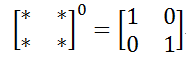 [* *; * *]^0 = [1 0; 0 1]